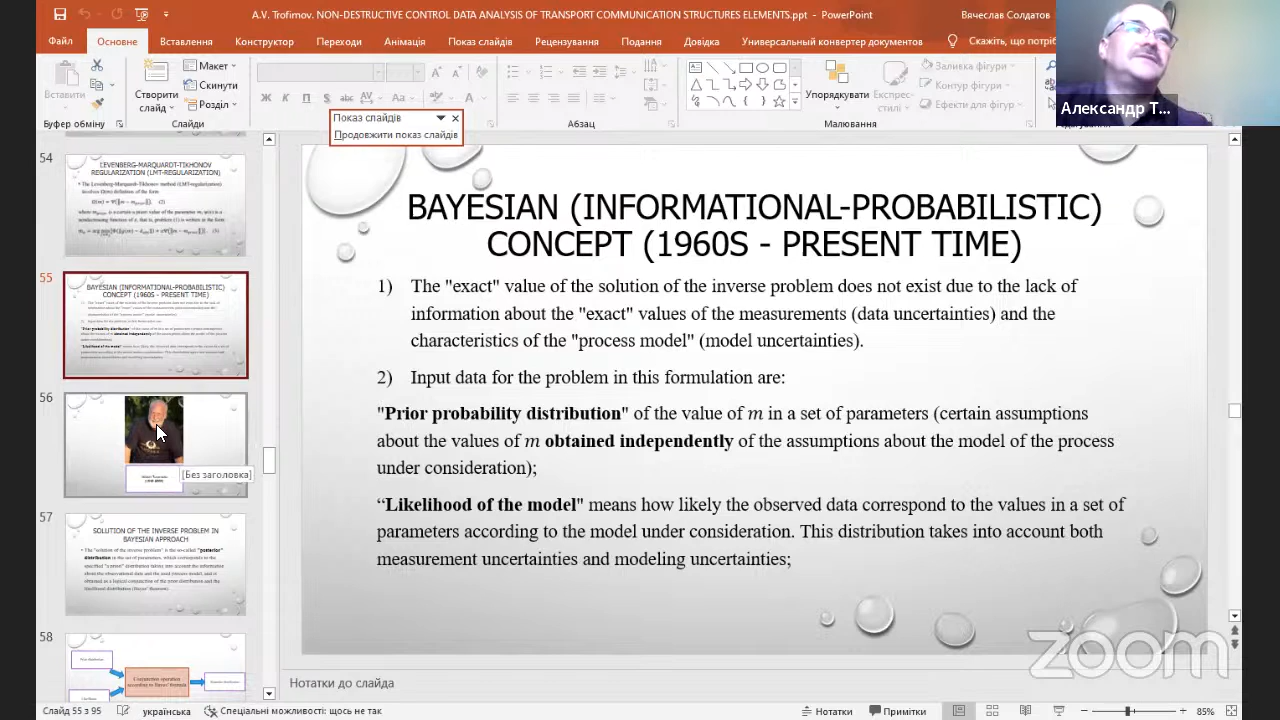 A.V. Trofimov. NON-DESTRUCTIVE CONTROL DATA ANALYSIS OF TRANSPORT COMMUNICATION STRUCTURES ELEMENTS.ppt - PowerPoint
Вячеслав Солдатов
Файл Основне Вставлення Конструктор Переходи Анімація Показ слайдів Рецензування Подання Довідка Универсальный конвертер документов Скажіть, що потріб
Вставити
Створити слайд
Макет
Скинути
Розділ
Ж К П S abc AV Aa A
Упорядкувати
Експрес-стилі
Заливка фігури
Контур фігури
Ефекти для фігур
Буфер обміну Слайди Абзац Малювання
Александр Т...
Показ слайдів
Продовжити показ слайдів
54
LEVENBERG-MARQUARDT-TIKHONOV
REGULARIZATION (LMT-REGULARIZATION)
55
BAYESIAN (INFORMATIONAL-PROBABILISTIC)
CONCEPT (1960S - PRESENT TIME)
56
[Без заголовка]
57
SOLUTION OF THE INVERSE PROBLEM IN
BAYESIAN APPROACH
58
BAYESIAN (INFORMATIONAL-PROBABILISTIC)
CONCEPT (1960S - PRESENT TIME)
1) The "exact" value of the solution of the inverse problem does not exist due to the lack of
information about the "exact" values of the measurements (data uncertainties) and the
characteristics of the "process model" (model uncertainties).
2) Input data for the problem in this formulation are:
"Prior probability distribution" of the value of m in a set of parameters (certain assumptions
about the values of m obtained independently of the assumptions about the model of the process
under consideration);
“Likelihood of the model" means how likely the observed data correspond to the values in a set of
parameters according to the model under consideration. This distribution takes into account both
measurement uncertainties and modeling uncertainties;
zoom
Нотатки до слайда
Слайд 55 з 95 українська Спеціальні можливості: щось не так Нотатки Примітки 85%